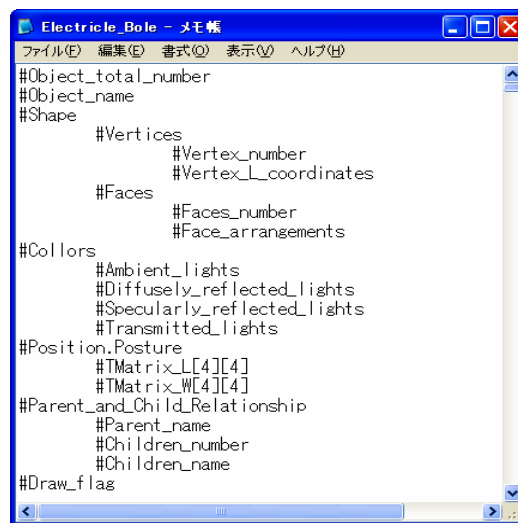 Electricle_Bole - メモ帳
ファイル(F) 編集(E) 書式(O) 表示(V) ヘルプ(H)
#Object_total_number
#Object_name
#Shape
#Vertices
#Vertex_number
#Vertex_L_coordinates
#Faces
#Faces_number
#Face_arrangements
#Collors
#Ambient_lights
#Diffusely_reflected_lights
#Specularly_reflected_lights
#Transmitted_lights
#Position.Posture
#TMatrix_L[4][4]
#TMatrix_W[4][4]
#Parent_and_Child_Relationship
#Parent_name
#Children_number
#Children_name
#Draw_flag